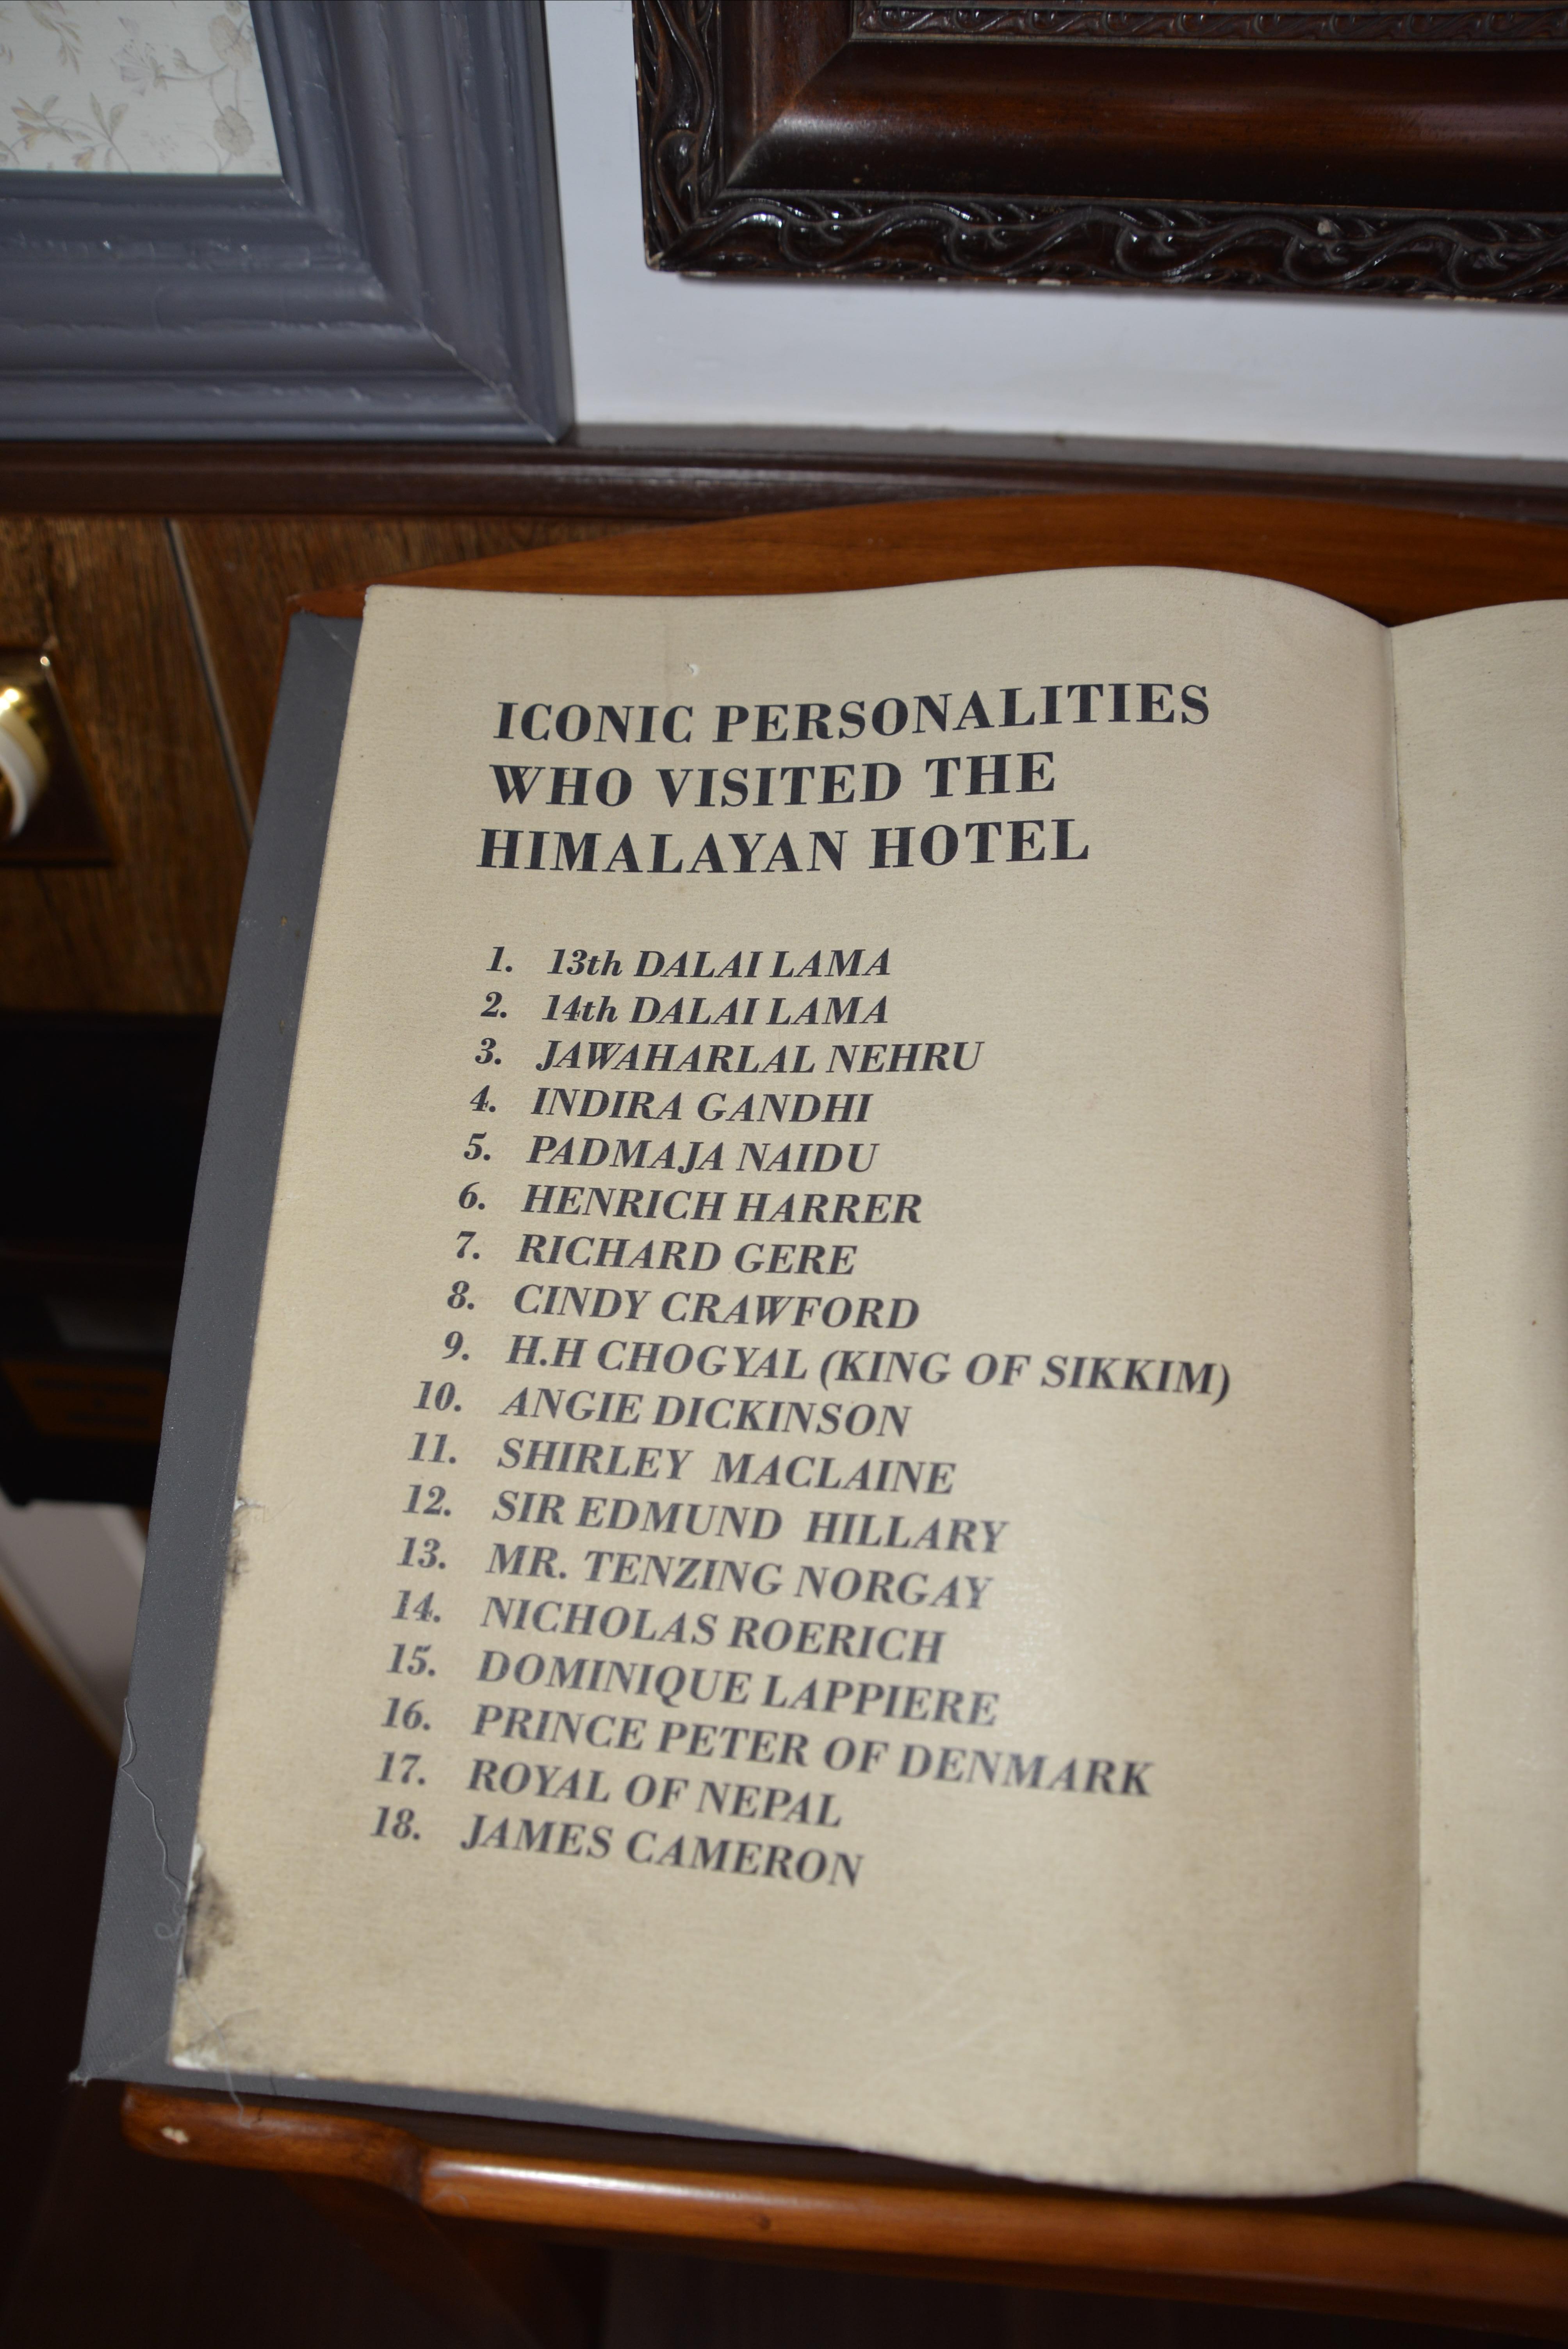 ICONIC PERSONALITIES
WHO VISITED THE
HIMALAYAN HOTEL
1. 13th DALAI LAMA
2. 14th DALAI LAMA
3. JAWAHARLAL NEHRU
4. INDIRA GANDHI
5. PADMAJA NAIDU
6. HENRICH HARRER
7. RICHARD GERE
8. CINDY CRAWFORD
9. H.H CHOGYAL (KING OF SIKKIM)
10. ANGIE DICKINSON
11. SHIRLEY MACLAINE
12. SIR EDMUND HILLARY
13. MR. TENZING NORGAY
14. NICHOLAS ROERICH
15. DOMINIQUE LAPPIERE
16. PRINCE PETER OF DENMARK
17. ROYAL OF NEPAL
18. JAMES CAMERON